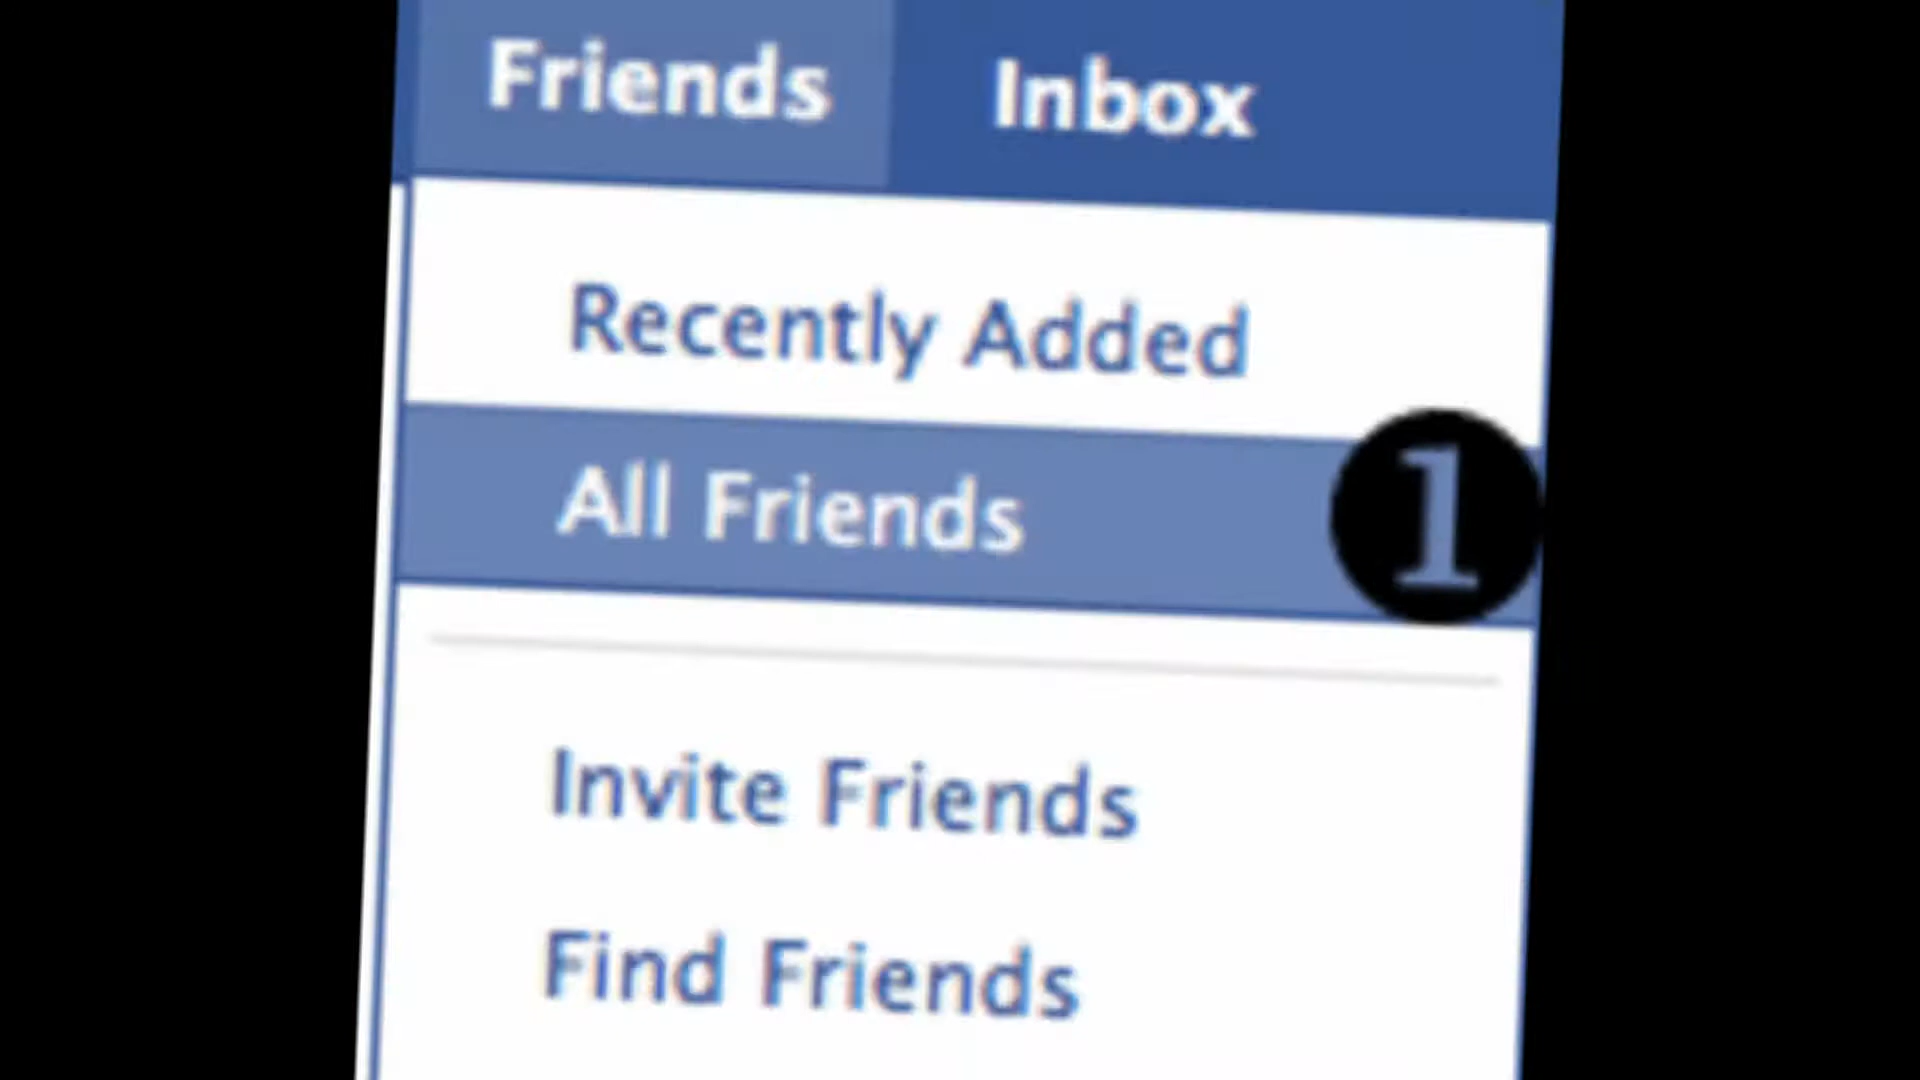 Friends Inbox
Recently Added
All Friends 1
Invite Friends
Find Friends